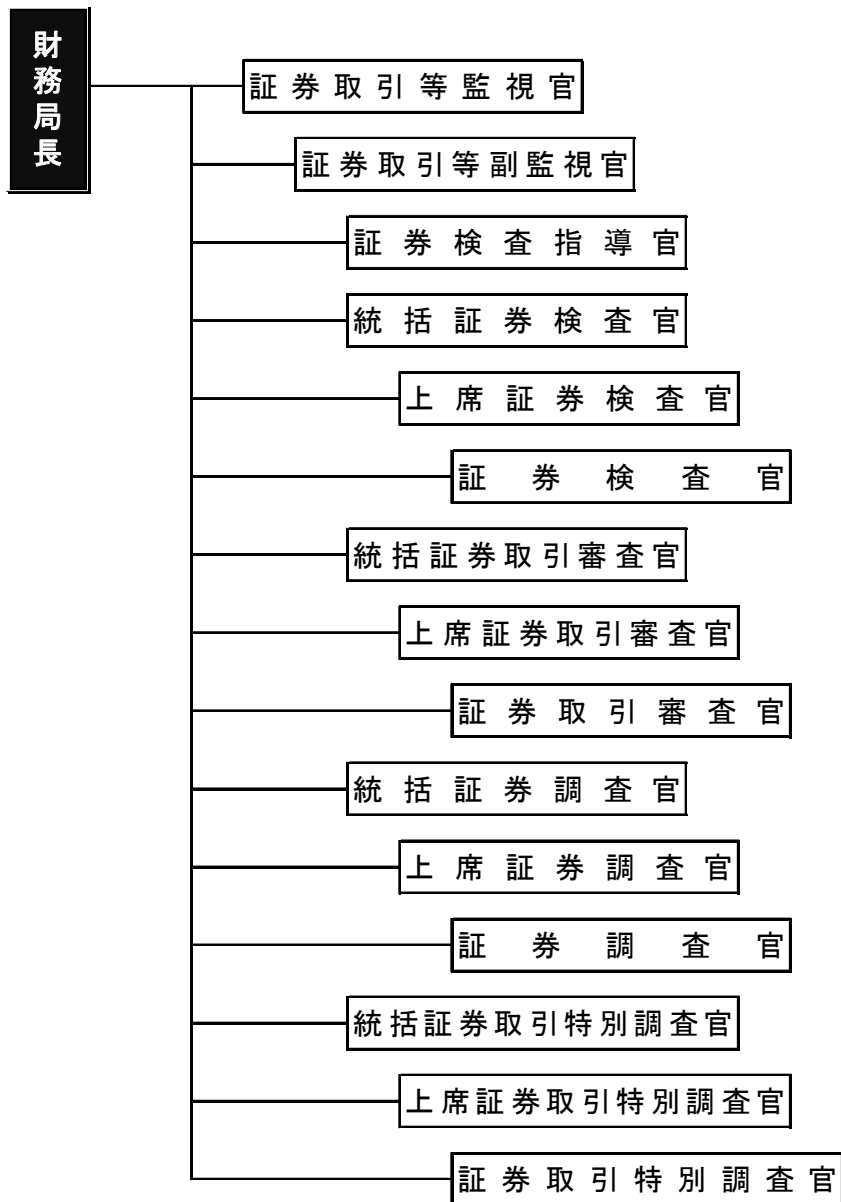 財務局長
証券取引等監視官
証券取引等副監視官
証券検査指導官
統括証券検査官
上席証券検査官
証券検査官
統括証券取引審査官
上席証券取引審査官
証券取引審査官
統括証券調査官
上席証券調査官
証券調査官
統括証券取引特別調査官
上席証券取引特別調査官
証券取引特別調査官